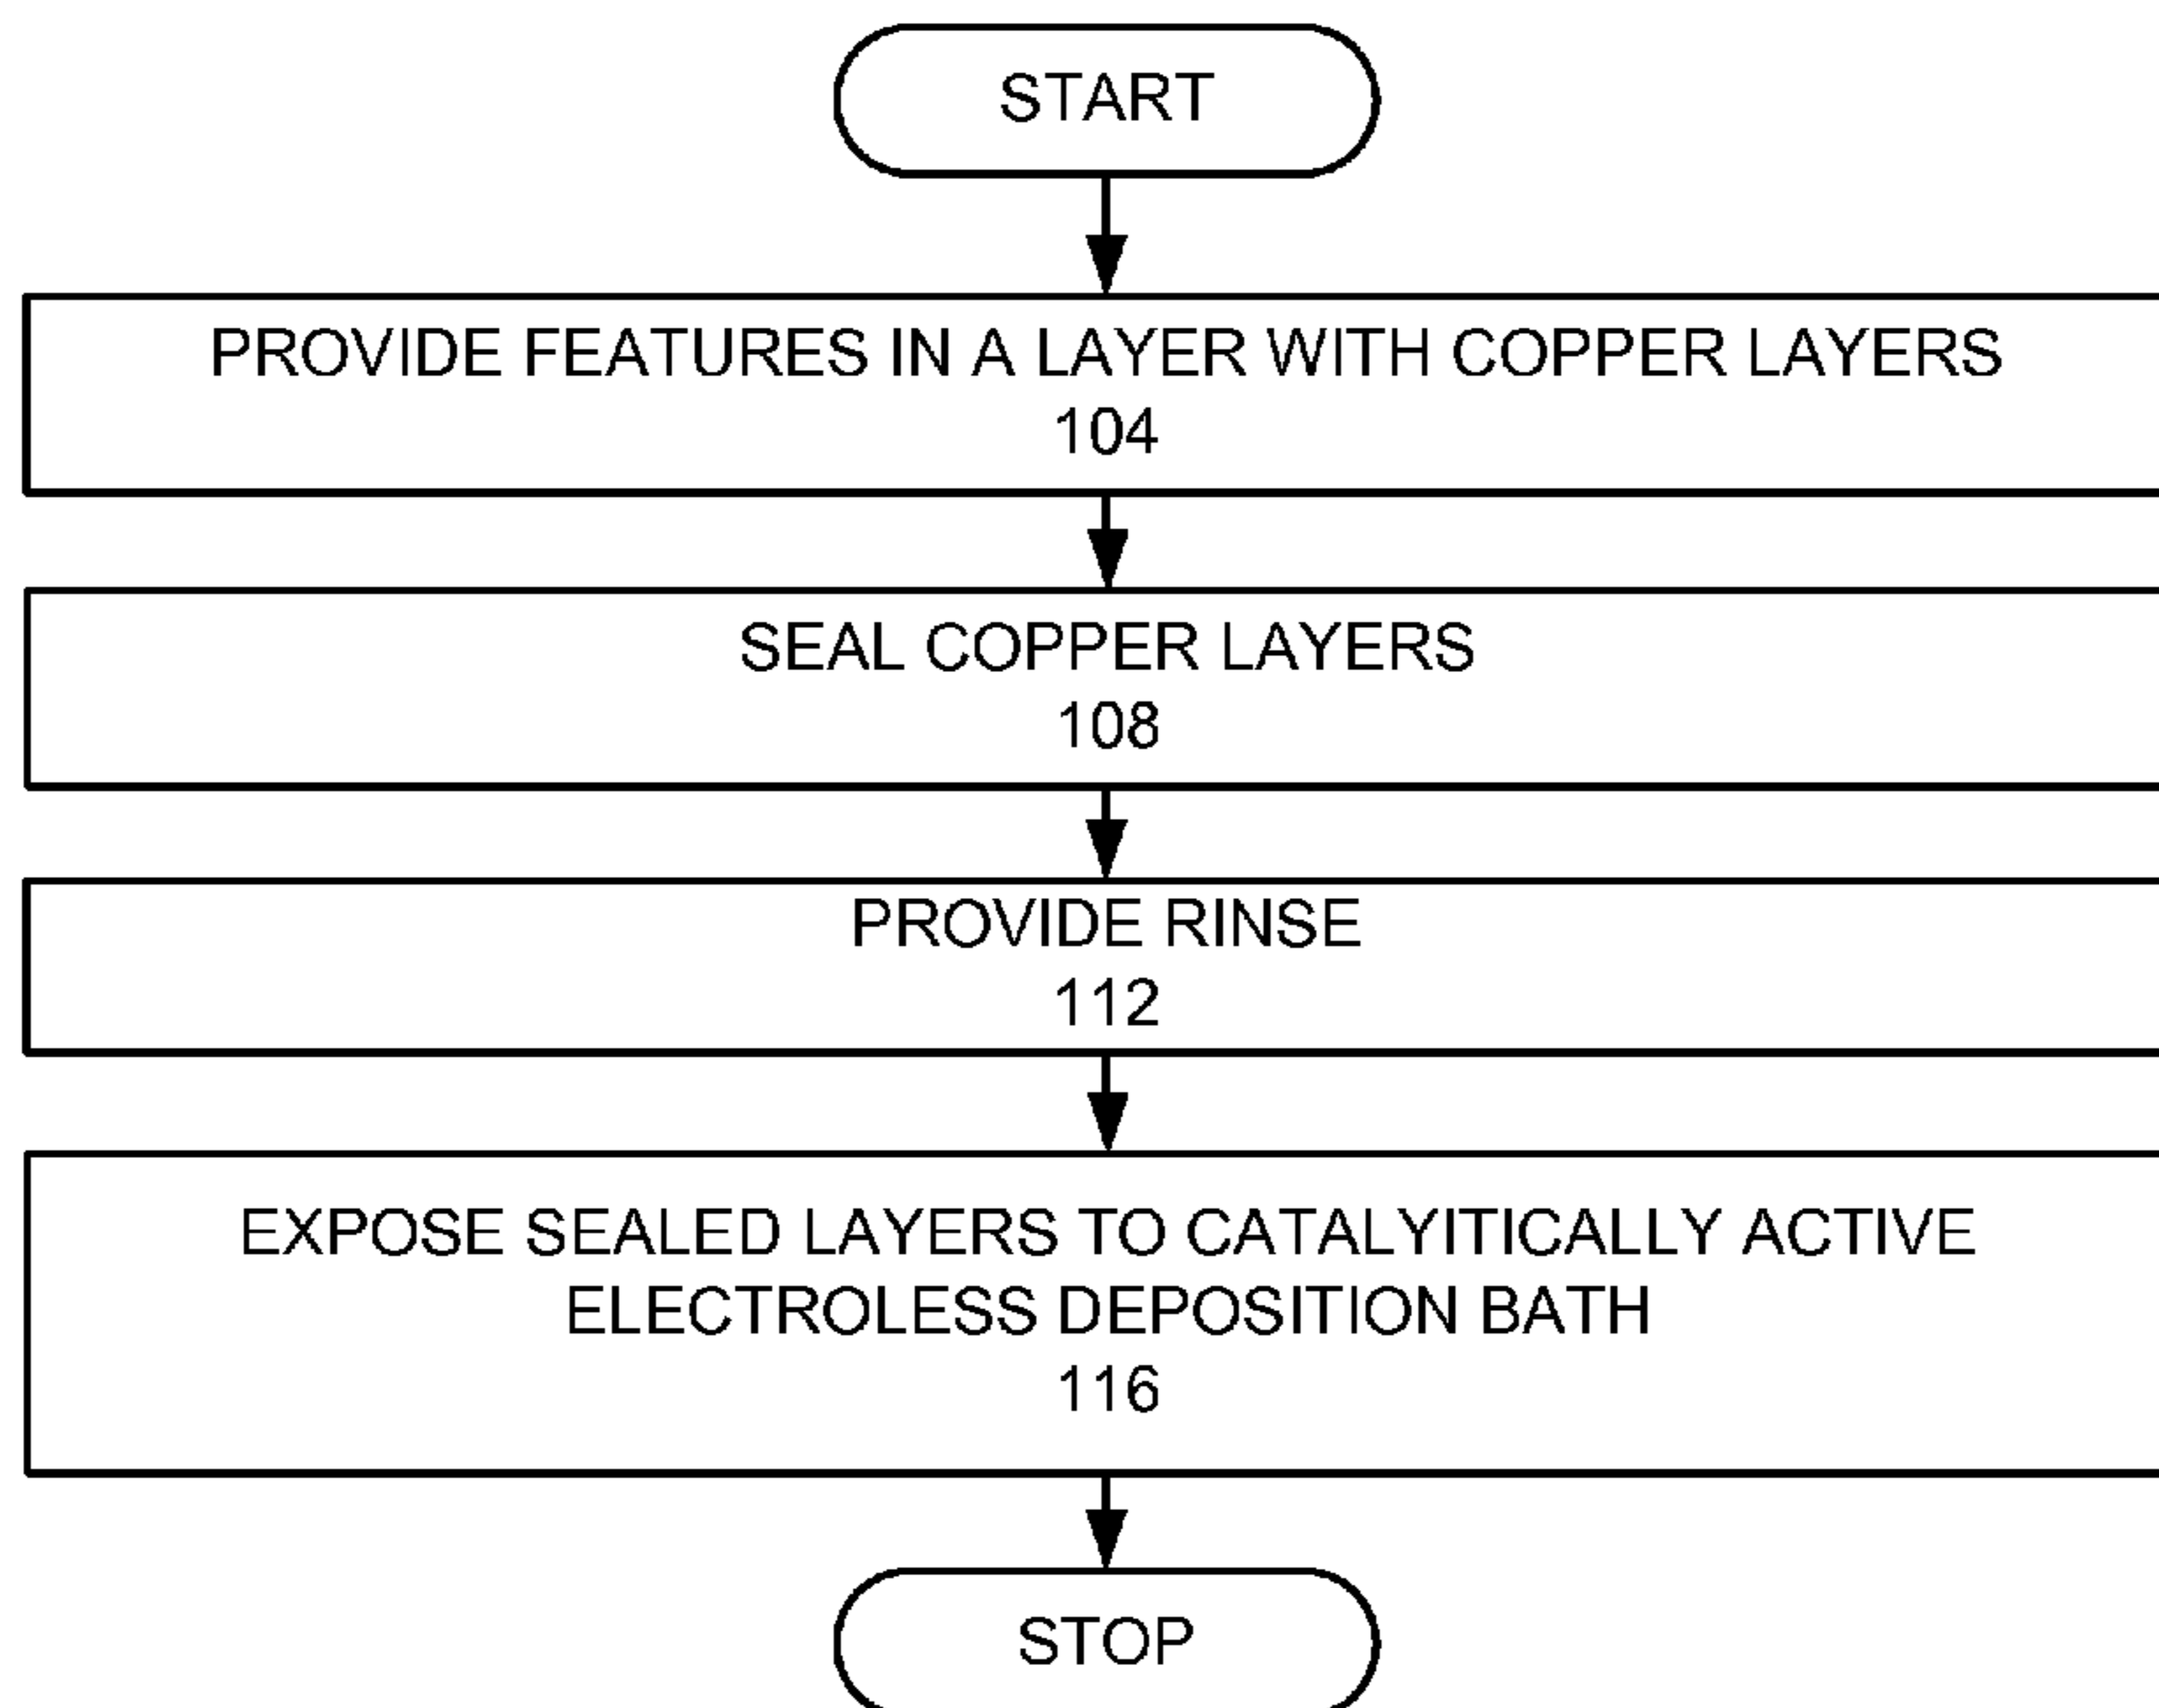 START
PROVIDE FEATURES IN A LAYER WITH COPPER LAYERS
104
SEAL COPPER LAYERS
108
PROVIDE RINSE
112
EXPOSE SEALED LAYERS TO CATALYITICALLY ACTIVE
ELECTROLESS DEPOSITION BATH
116
STOP